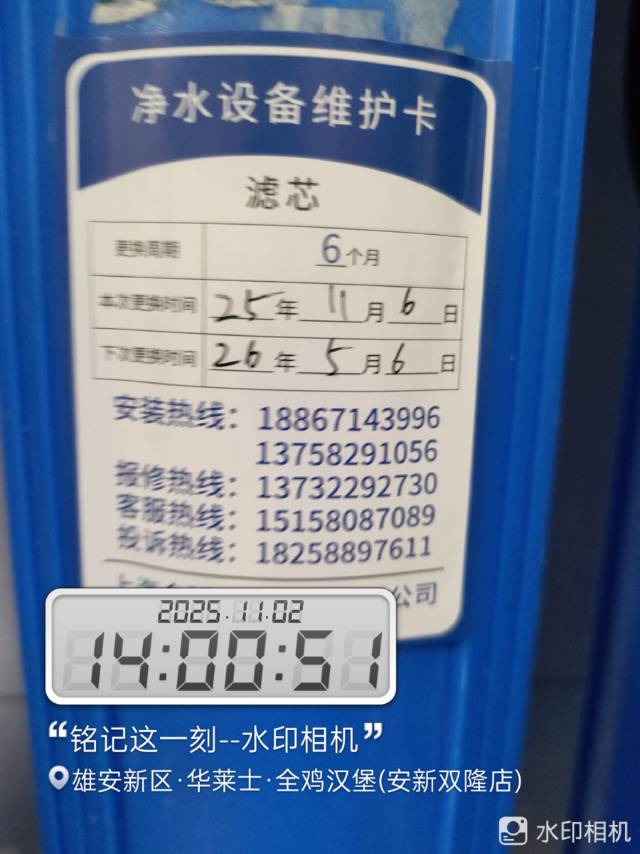 净水设备维护卡
滤芯
更换周期 6个月
本次更换时间 25年11月6日
下次更换时间 26年5月6日
安装热线：18867143996
13758291056
报修热线：13732292730
客服热线：15158087089
投诉热线：18258897611
上海 公司
2025.11.02
14:00:51
“铭记这一刻--水印相机”
雄安新区·华莱士·全鸡汉堡(安新双隆店)
水印相机